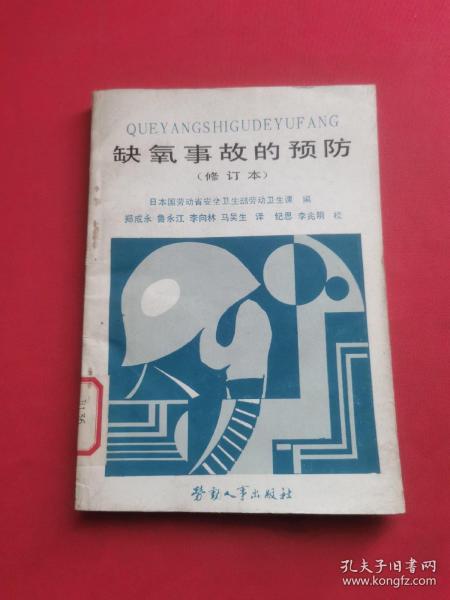 QUEYANGSHIGUDEYUFANG
缺氧事故的预防
（修订本）
日本国劳动省安全卫生部劳动卫生课 编
郑成永 鲁永江 李向林 马吴生 译 纪思 李兆明 校
劳动人事出版社
孔夫子旧书网
www.kongfz.com